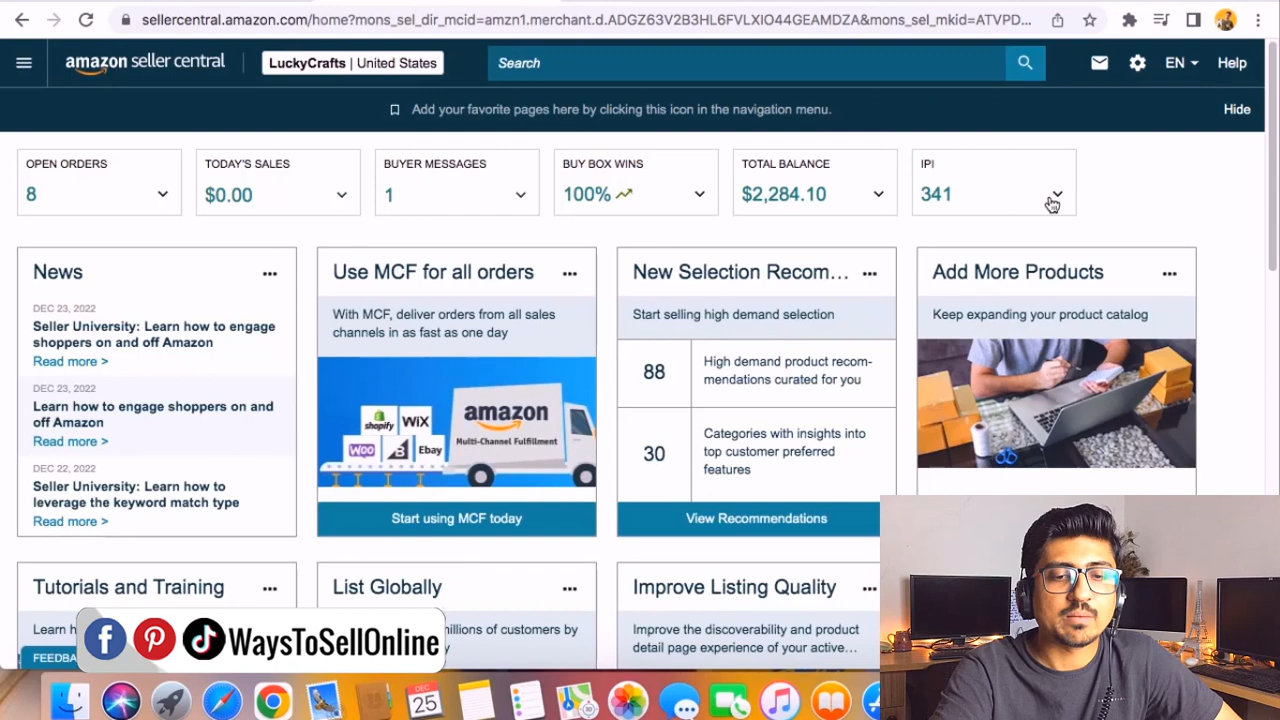 sellercentral.amazon.com/home?mons_sel_dir_mcid=amzn1.merchant.d.ADGZ63V2B3HL6FVLXIO44GEAMDZA&mons_sel_mkid=ATVPD...
amazon seller central
LuckyCrafts | United States
Search
EN
Help
Add your favorite pages here by clicking this icon in the navigation menu.
Hide
OPEN ORDERS
8
TODAY'S SALES
$0.00
BUYER MESSAGES
1
BUY BOX WINS
100%
TOTAL BALANCE
$2,284.10
IPI
341
News
DEC 23, 2022
Seller University: Learn how to engage
shoppers on and off Amazon
Read more >
DEC 23, 2022
Learn how to engage shoppers on and
off Amazon
Read more >
DEC 22, 2022
Seller University: Learn how to
leverage the keyword match type
Read more >
Use MCF for all orders
With MCF, deliver orders from all sales
channels in as fast as one day
shopify
WiX
WOO
Ebay
amazon
Multi-Channel Fulfillment
Start using MCF today
New Selection Recom...
Start selling high demand selection
88
High demand product recom-
mendations curated for you
30
Categories with insights into
top customer preferred
features
View Recommendations
Add More Products
Keep expanding your product catalog
Tutorials and Training
Learn h
FEEDBA
List Globally
illions of customers by
Improve Listing Quality
Improve the discoverability and product
detail page experience of your active...
WaysToSellOnline
DEC
25